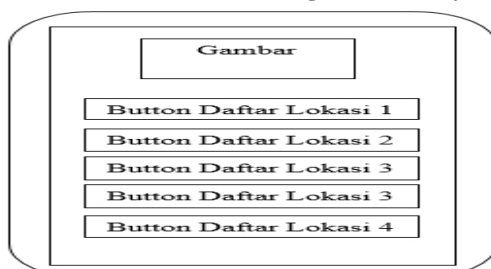 Gambar
Button Daftar Lokasi 1
Button Daftar Lokasi 2
Button Daftar Lokasi 3
Button Daftar Lokasi 3
Button Daftar Lokasi 4